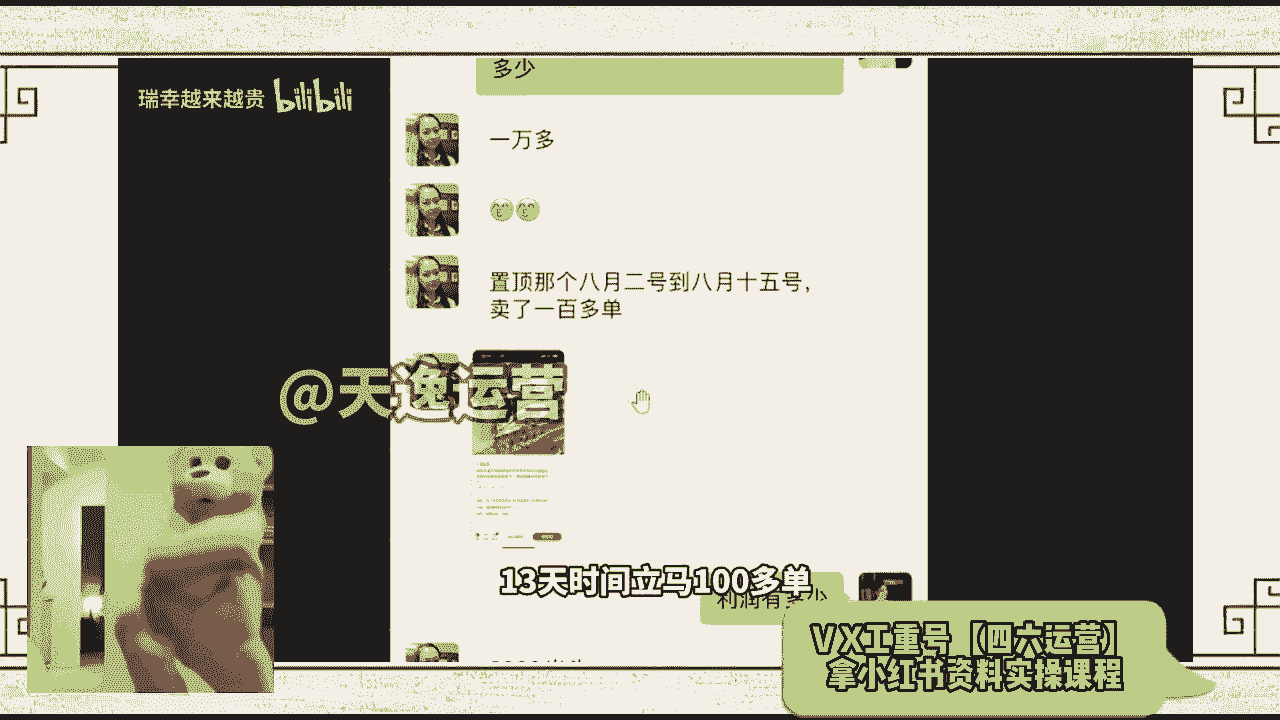 多少
瑞幸越来越贵 bilibili
一万多
置顶那个八月二号到八月十五号,
卖了一百多单
@天逸运营
13天时间立马100多单
利润有多少
VX工重号【四六运营】
拿小红书资料实操课程